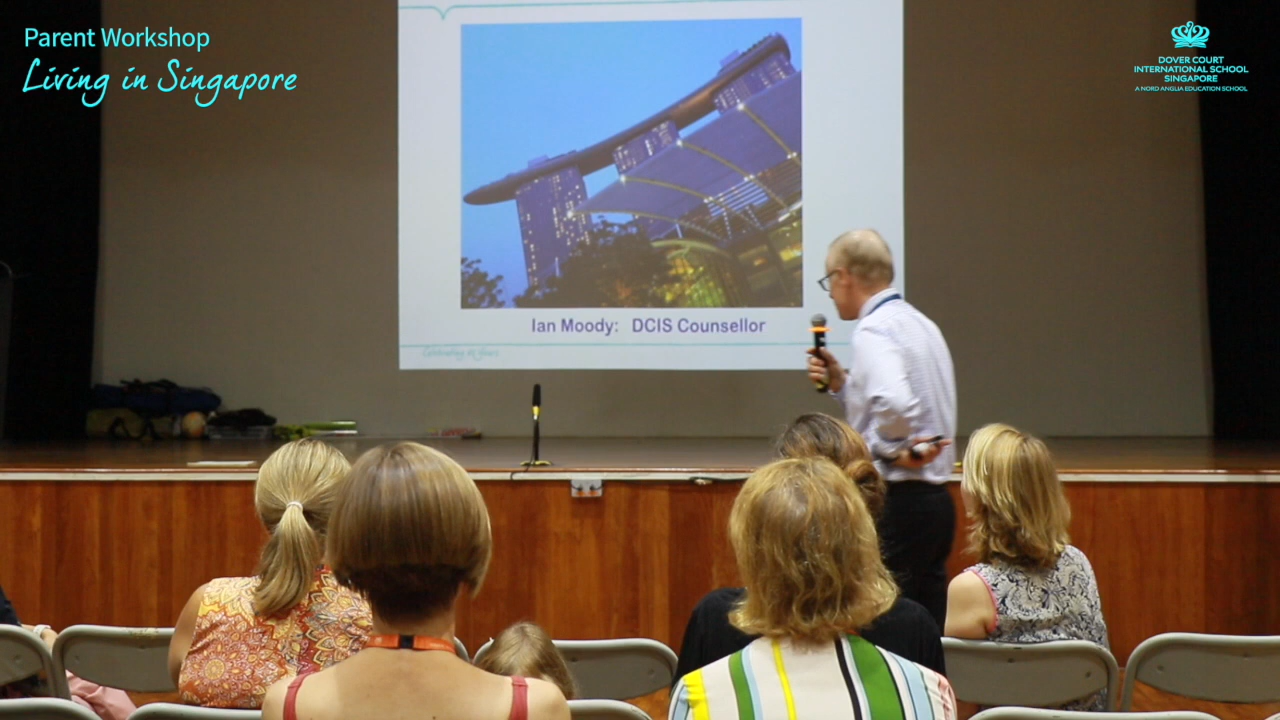 Parent Workshop
Living in Singapore
DOVER COURT
INTERNATIONAL SCHOOL
SINGAPORE
A NORD ANGLIA EDUCATION SCHOOL
Ian Moody: DCIS Counsellor